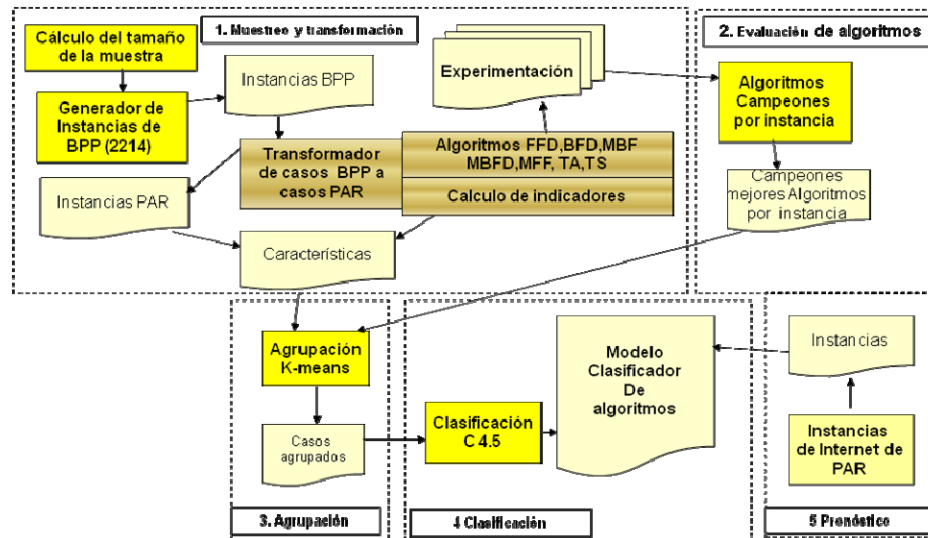 1. Muestreo y transformación
Cálculo del tamaño
de la muestra
Generador de
Instancias de
BPP (2214)
Instancias BPP
Experimentación
Transformador
de casos BPP a
casos PAR
Algoritmos FFD,BFD,MBF
MBFD,MFF, TA,TS
Calculo de indicadores
Instancias PAR
Características
2. Evaluación de algoritmos
Algoritmos
Campeones
por instancia
Campeones
mejores Algoritmos
por instancia
Agrupación
K-means
Casos
agrupados
3. Agrupación
Clasificación
C 4.5
Modelo
Clasificador
De
algoritmos
4 Clasificación
Instancias
Instancias
de Internet de
PAR
5 Pronóstico